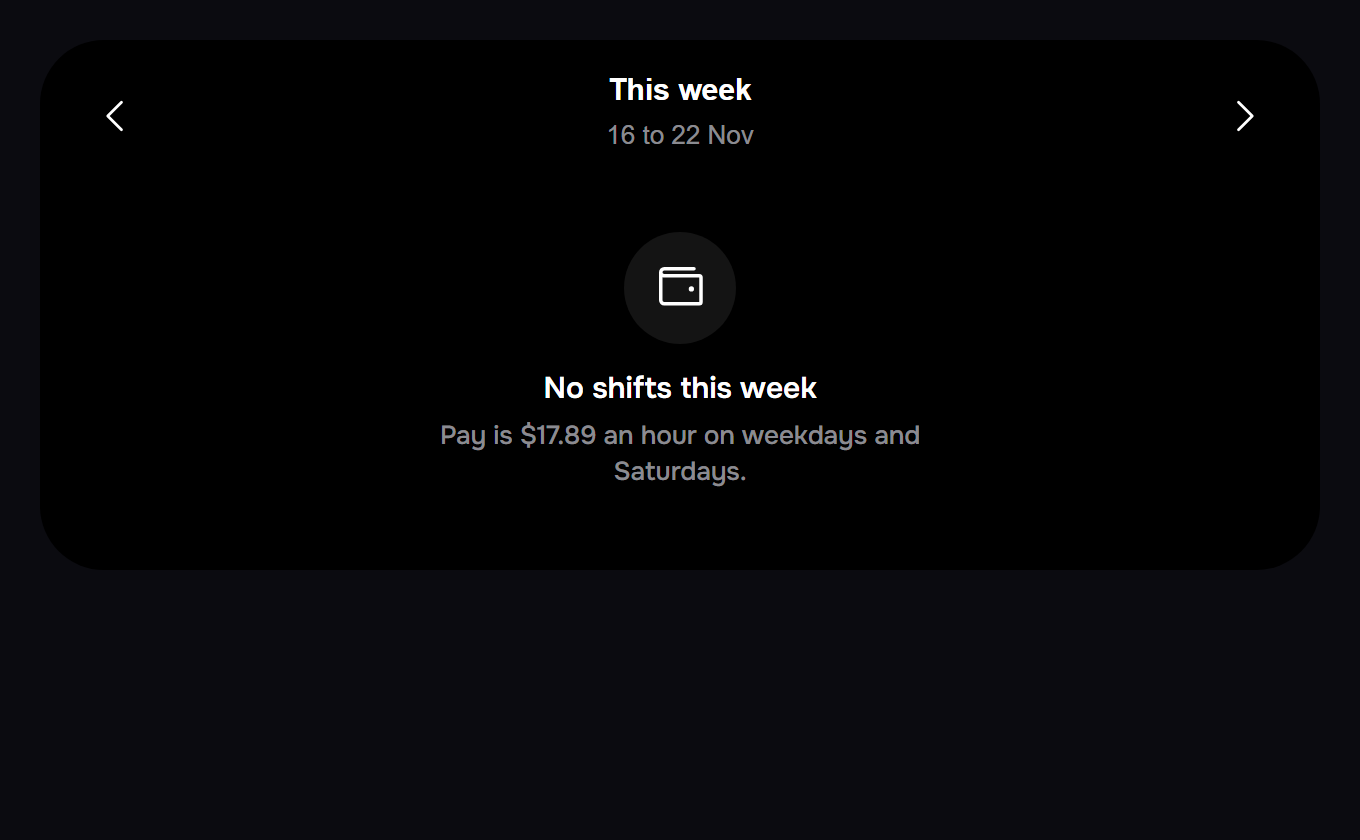 This week
16 to 22 Nov
No shifts this week
Pay is $17.89 an hour on weekdays and
Saturdays.